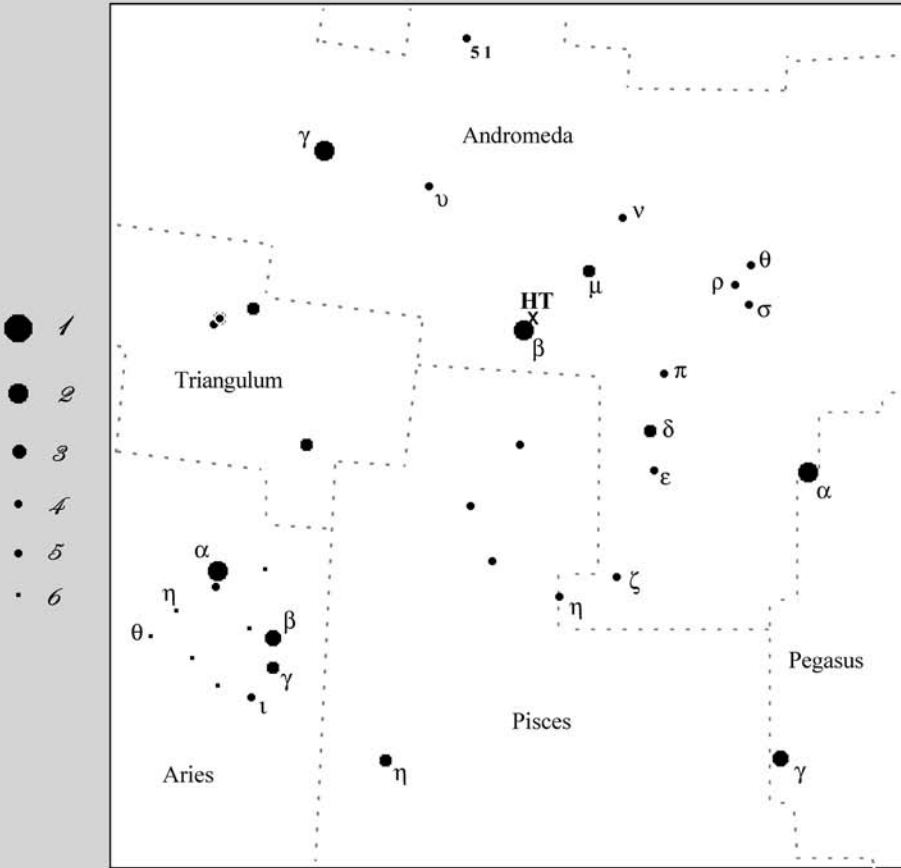 51
Andromeda
γ
υ
ν
θ
μ
ρ
HT
x
σ
β
1
Triangulum
π
2
δ
3
ε
α
4
α
5
ζ
6
η
η
β
θ
Pegasus
γ
ι
Pisces
Aries
η
γ